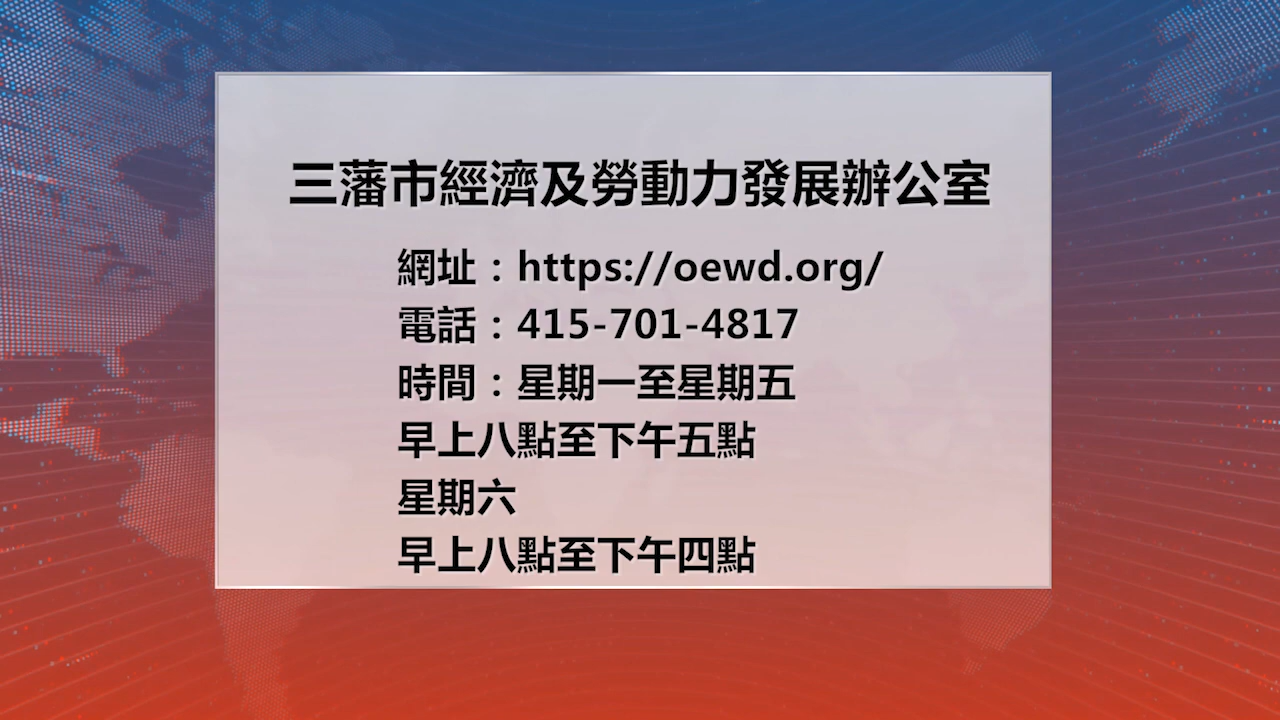 三藩市經濟及勞動力發展辦公室
網址：https://oewd.org/
電話：415-701-4817
時間：星期一至星期五
早上八點至下午五點
星期六
早上八點至下午四點